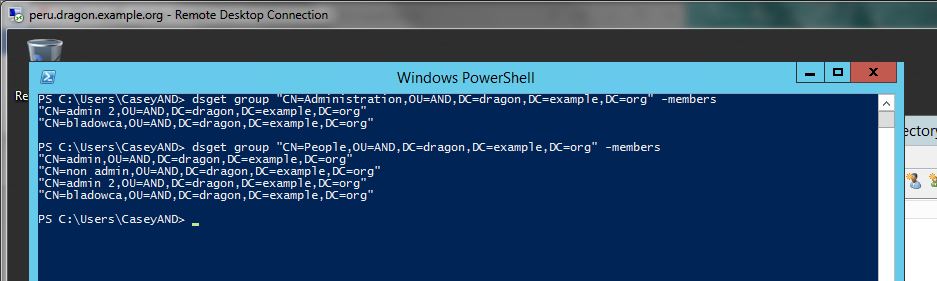 peru.dragon.example.org - Remote Desktop Connection
Re
Windows PowerShell
PS C:\Users\CaseyAND> dsget group "CN=Administration,OU=AND,DC=dragon,DC=example,DC=org" -members
"CN=admin 2,OU=AND,DC=dragon,DC=example,DC=org"
"CN=bladowca,OU=AND,DC=dragon,DC=example,DC=org"
PS C:\Users\CaseyAND> dsget group "CN=People,OU=AND,DC=dragon,DC=example,DC=org" -members
"CN=admin,OU=AND,DC=dragon,DC=example,DC=org"
"CN=non admin,OU=AND,DC=dragon,DC=example,DC=org"
"CN=admin 2,OU=AND,DC=dragon,DC=example,DC=org"
"CN=bladowca,OU=AND,DC=dragon,DC=example,DC=org"
PS C:\Users\CaseyAND>
ectory